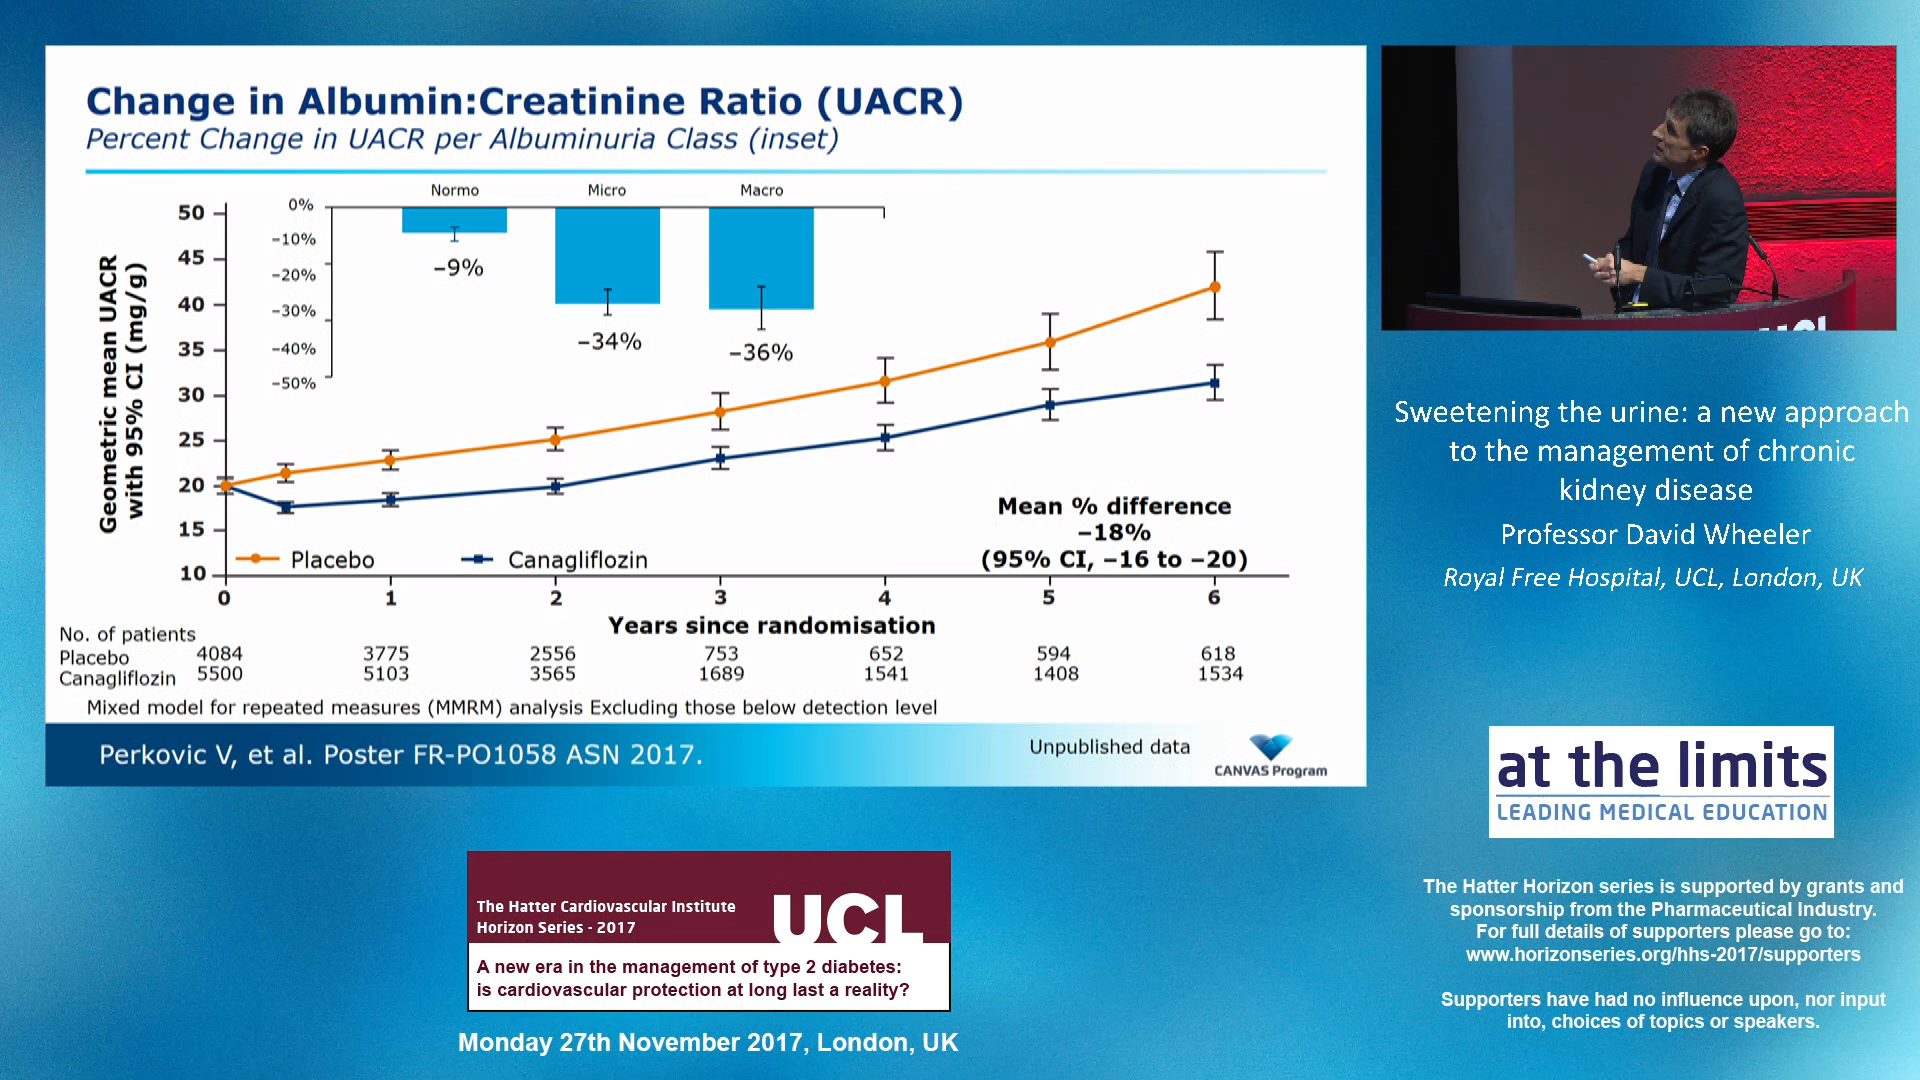 Change in Albumin:Creatinine Ratio (UACR)
Percent Change in UACR per Albuminuria Class (inset)
Normo Micro Macro
0%
−10%
−20%
−30%
−40%
−50%
−9%
−34%
−36%
Geometric mean UACR
with 95% CI (mg/g)
50
45
40
35
30
25
20
15
10
Mean % difference
−18%
(95% CI, −16 to −20)
Placebo Canagliflozin
0 1 2 3 4 5 6
Years since randomisation
No. of patients
Placebo 4084 3775 2556 753 652 594 618
Canagliflozin 5500 5103 3565 1689 1541 1408 1534
Mixed model for repeated measures (MMRM) analysis Excluding those below detection level
Perkovic V, et al. Poster FR-PO1058 ASN 2017.
Unpublished data
CANVAS Program
UCL
Sweetening the urine: a new approach
to the management of chronic
kidney disease
Professor David Wheeler
Royal Free Hospital, UCL, London, UK
at the limits
LEADING MEDICAL EDUCATION
The Hatter Horizon series is supported by grants and
sponsorship from the Pharmaceutical Industry.
For full details of supporters please go to:
www.horizonseries.org/hhs-2017/supporters
Supporters have had no influence upon, nor input
into, choices of topics or speakers.
The Hatter Cardiovascular Institute
Horizon Series - 2017
UCL
A new era in the management of type 2 diabetes:
is cardiovascular protection at long last a reality?
Monday 27th November 2017, London, UK